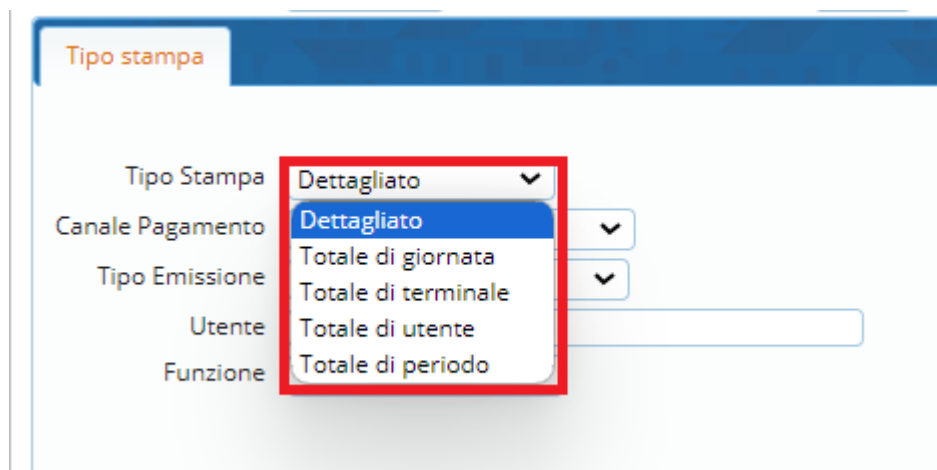 Tipo stampa
Tipo Stampa Dettagliato
Canale Pagamento Dettagliato
Totale di giornata
Tipo Emissione Totale di terminale
Utente Totale di utente
Funzione Totale di periodo